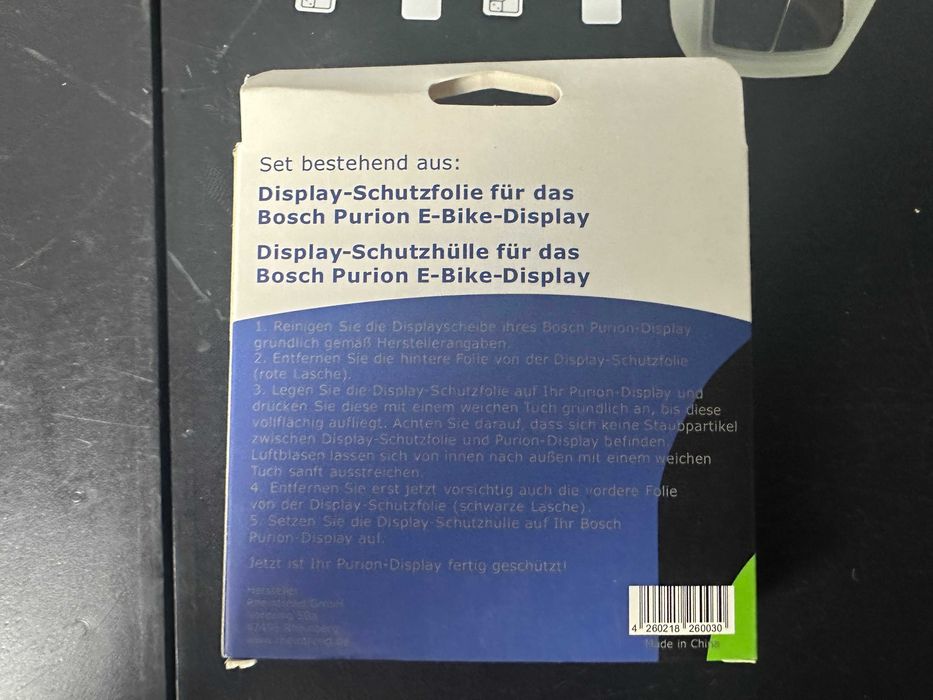 Set bestehend aus:
Display-Schutzfolie für das
Bosch Purion E-Bike-Display
Display-Schutzhülle für das
Bosch Purion E-Bike-Display
1. Reinigen Sie die Displayscheibe ihres Bosch Purion-Display
gründlich gemäß Herstellerangaben.
2. Entfernen Sie die hintere Folie von der Display-Schutzfolie
(rote Lasche).
3. Legen Sie die Display-Schutzfolie auf Ihr Purion-Display und
drücken Sie diese mit einem weichen Tuch gründlich an, bis diese
vollflächig aufliegt. Achten Sie darauf, dass sich keine Staubpartikel
zwischen Display-Schutzfolie und Purion-Display befinden.
Luftblasen lassen sich von innen nach außen mit einem weichen
Tuch sanft ausstreichen.
4. Entfernen Sie erst jetzt vorsichtig auch die vordere Folie
von der Display-Schutzfolie (schwarze Lasche).
5. Setzen Sie die Display-Schutzhülle auf Ihr Bosch
Purion-Display auf.
Jetzt ist Ihr Purion-Display fertig geschützt!
Hersteller
GmbH
4 260218 260030
Made in China